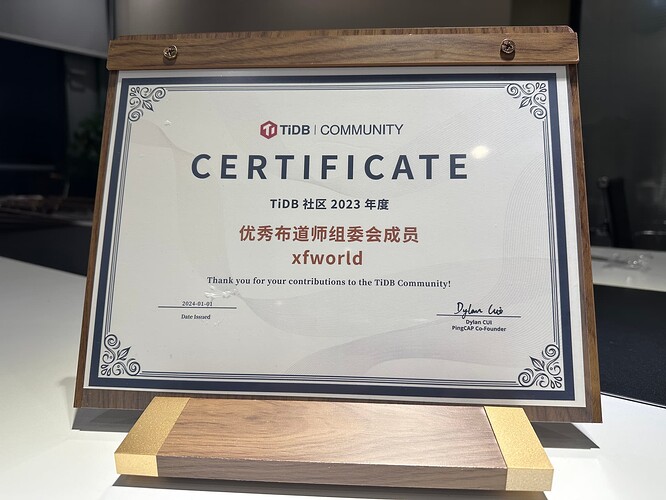 TiDB | COMMUNITY
CERTIFICATE
TiDB 社区 2023 年度
优秀布道师组委会成员
xfworld
Thank you for your contributions to the TiDB Community!
2024-01-01
Date Issued
Dylan Cui
Dylan CUI
PingCAP Co-Founder